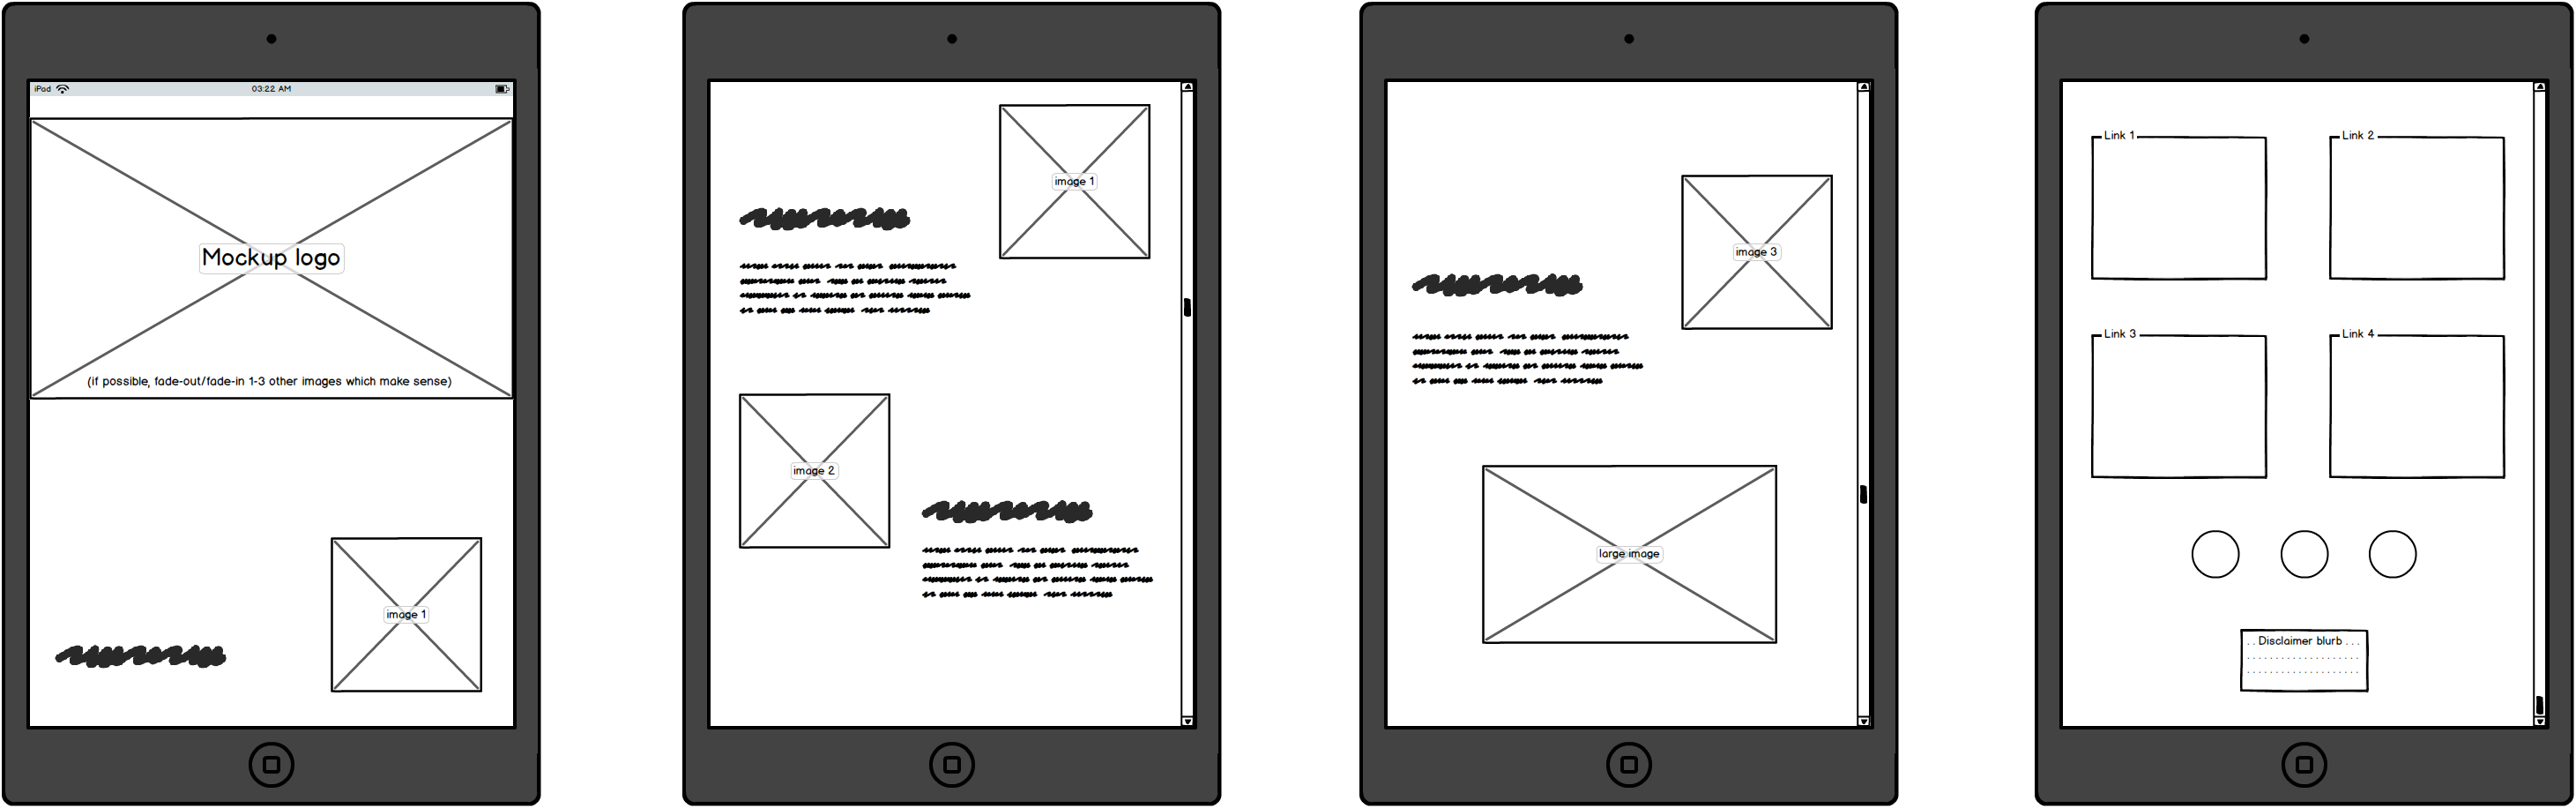 iPad
03:22 AM
Mockup logo
(if possible, fade-out/fade-in 1-3 other images which make sense)
image 1
image 1
image 2
image 3
large image
Link 1
Link 2
Link 3
Link 4
. . Disclaimer blurb . . .